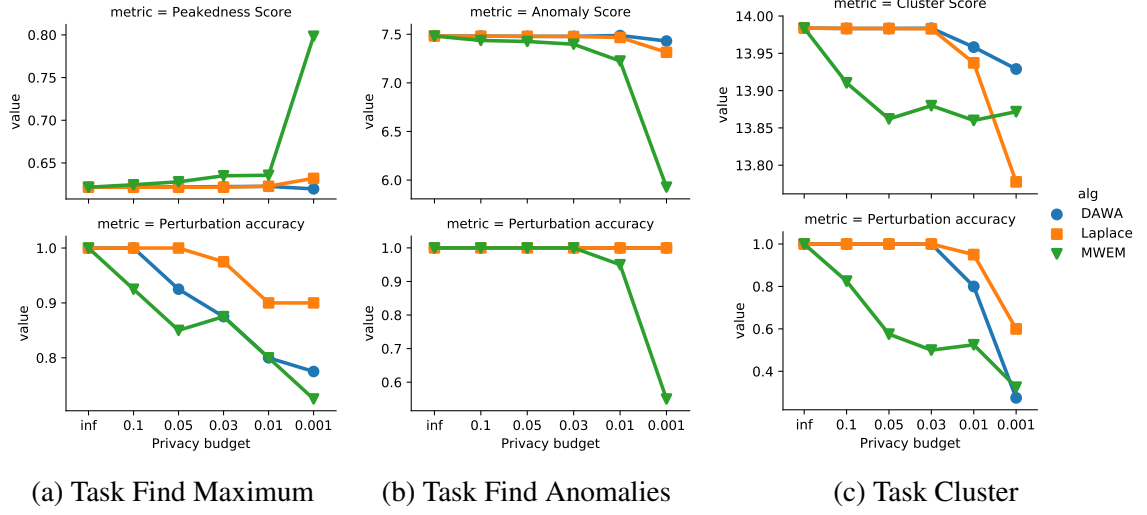 metric = Peakedness Score
0.80
0.75
0.70
0.65
value
metric = Perturbation accuracy
1.0
0.9
0.8
value
inf 0.1 0.05 0.03 0.01 0.001
Privacy budget
(a) Task Find Maximum
metric = Anomaly Score
7.5
7.0
6.5
6.0
value
metric = Perturbation accuracy
1.0
0.9
0.8
0.7
0.6
value
inf 0.1 0.05 0.03 0.01 0.001
Privacy budget
(b) Task Find Anomalies
metric = Cluster Score
14.00
13.95
13.90
13.85
13.80
value
metric = Perturbation accuracy
1.0
0.8
0.6
0.4
value
inf 0.1 0.05 0.03 0.01 0.001
Privacy budget
(c) Task Cluster
alg
DAWA
Laplace
MWEM